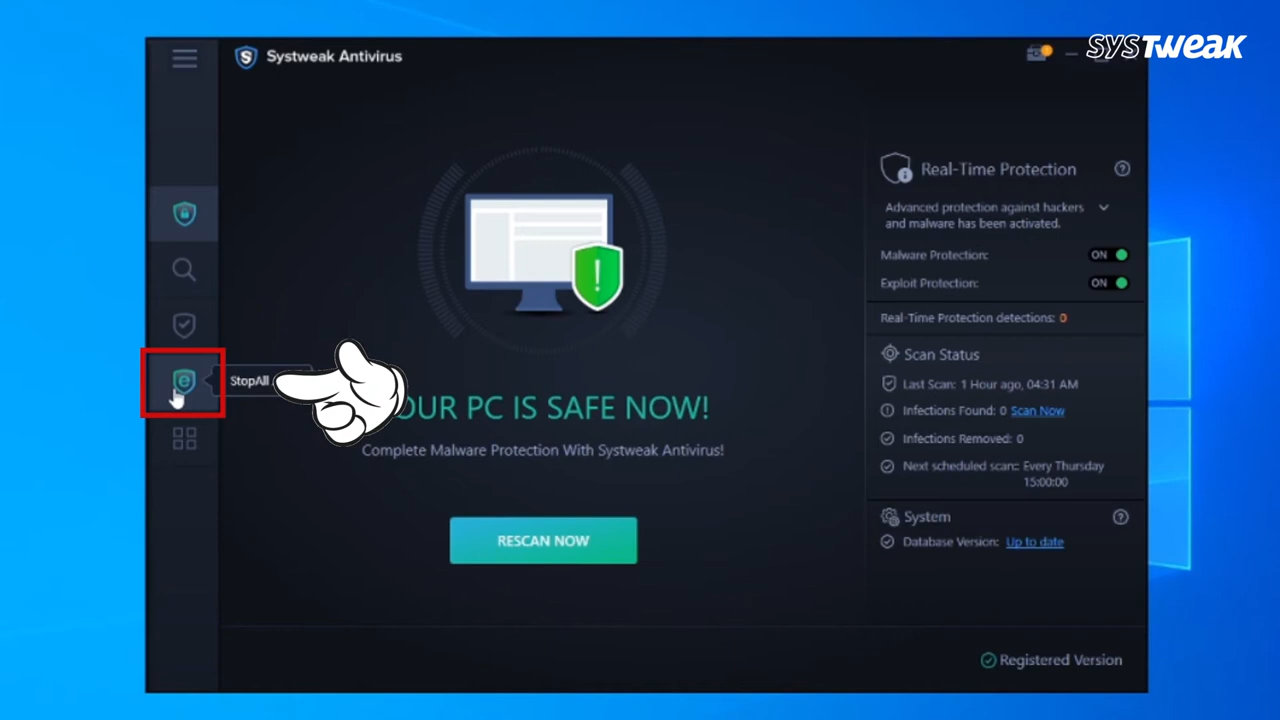 SYSTWEAK
Systweak Antivirus
Real-Time Protection
Advanced protection against hackers
and malware has been activated.
Malware Protection: ON
Exploit Protection: ON
Real-Time Protection detections: 0
Scan Status
Last Scan: 1 Hour ago, 04:31 AM
Infections Found: 0 Scan Now
Infections Removed: 0
Next scheduled scan: Every Thursday
15:00:00
System
Database Version: Up to date
StopAll
OUR PC IS SAFE NOW!
Complete Malware Protection With Systweak Antivirus!
RESCAN NOW
Registered Version